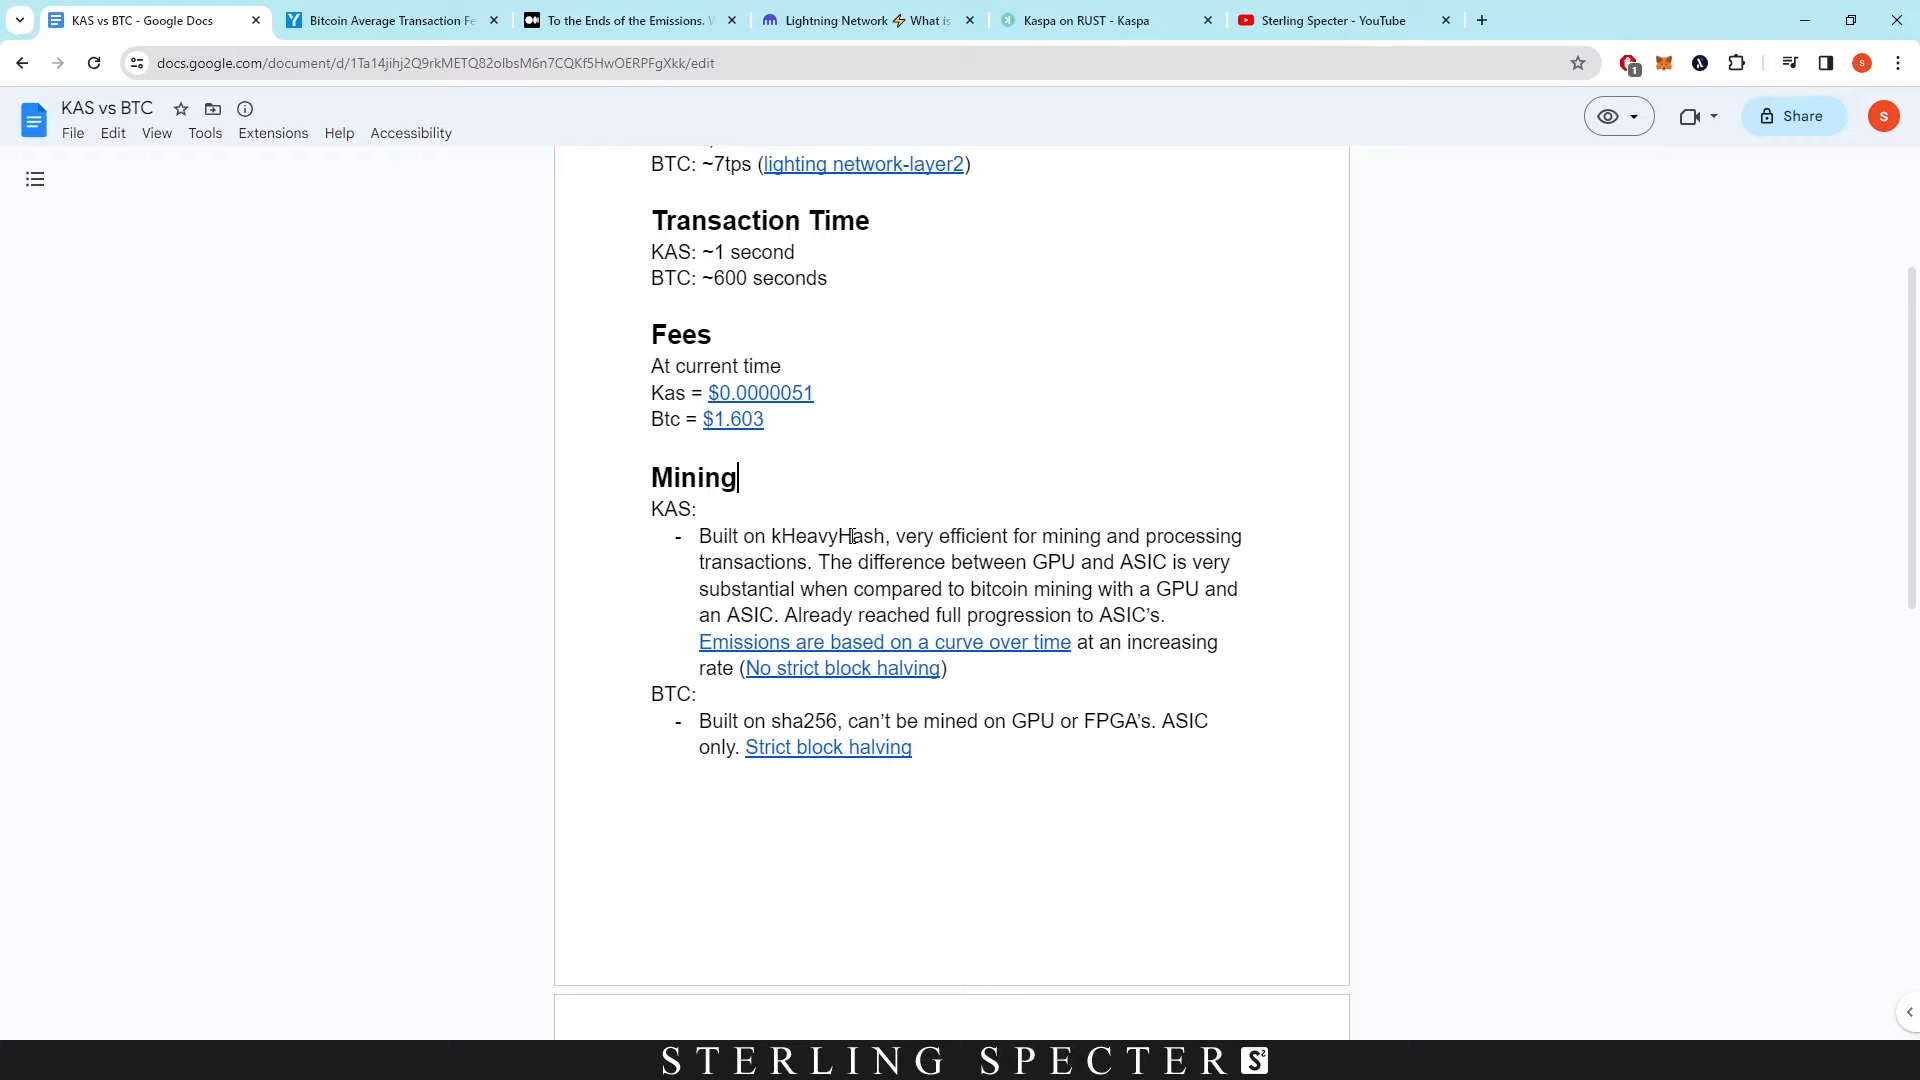 KAS vs BTC - Google Docs
Bitcoin Average Transaction Fe
To the Ends of the Emissions.
Lightning Network ⚡ What is
Kaspa on RUST - Kaspa
Sterling Specter - YouTube
docs.google.com/document/d/1Ta14jihj2Q9rkMETQ82olbsM6n7CQKf5HwOERPFgXkk/edit
KAS vs BTC
File Edit View Tools Extensions Help Accessibility
Share
S
BTC: ~7tps (lighting network-layer2)
Transaction Time
KAS: ~1 second
BTC: ~600 seconds
Fees
At current time
Kas = $0.0000051
Btc = $1.603
Mining
KAS:
- Built on kHeavyHash, very efficient for mining and processing
transactions. The difference between GPU and ASIC is very
substantial when compared to bitcoin mining with a GPU and
an ASIC. Already reached full progression to ASIC’s.
Emissions are based on a curve over time at an increasing
rate (No strict block halving)
BTC:
- Built on sha256, can’t be mined on GPU or FPGA’s. ASIC
only. Strict block halving
STERLING SPECTER